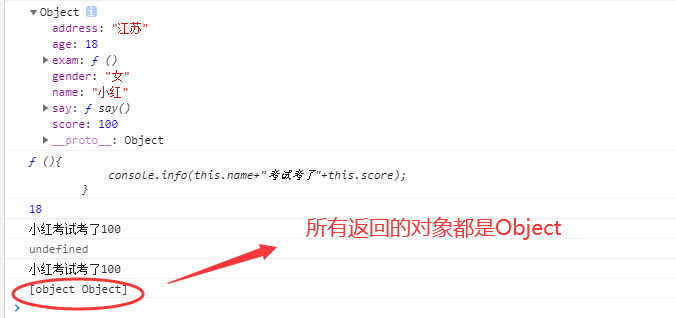 ▼Object i
address: "江苏"
age: 18
▶exam: ƒ ()
gender: "女"
name: "小红"
▶say: ƒ say()
score: 100
▶__proto__: Object
ƒ (){
console.info(this.name+"考试考了"+this.score);
}
18
小红考试考了100
undefined
小红考试考了100
[object Object]
所有返回的对象都是Object
>